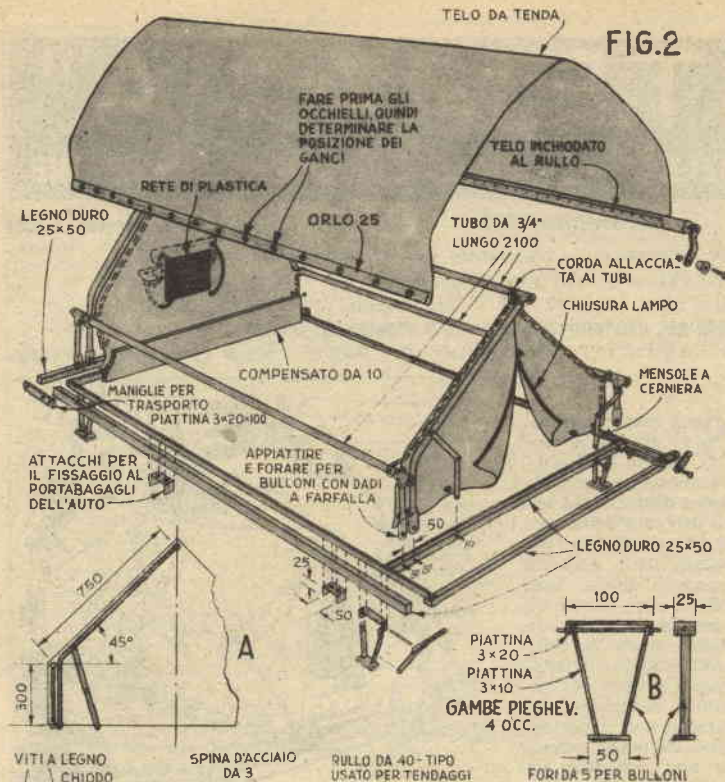 TELO DA TENDA
FIG.2
FARE PRIMA GLI
OCCHIELLI, QUINDI
DETERMINARE LA
POSIZIONE DEI
GANCI
TELO INCHIODATO
AL RULLO
RETE DI PLASTICA
LEGNO DURO
25×50
ORLO 25
TUBO DA 3/4"
LUNGO 2100
CORDA ALLACCIA-
TA AI TUBI
CHIUSURA LAMPO
COMPENSATO DA 10
MENSOLE A
CERNIERA
MANIGLIE PER
TRASPORTO
PIATTINA 3×20×100
APPIATTIRE
E FORARE PER
BULLONI CON DADI
A FARFALLA
ATTACCHI PER
IL FISSAGGIO AL
PORTABAGAGLI
DELL'AUTO
50
LEGNO DURO 25×50
25
50
750
45°
A
300
100
25
PIATTINA
3×20
PIATTINA
3×10
B
GAMBE PIEGHEV.
4 OCC.
50
VITI A LEGNO
CHIODO
SPINA D'ACCIAIO
DA 3
RULLO DA 40-TIPO
USATO PER TENDAGGI
FORI DA 5 PER BULLONI